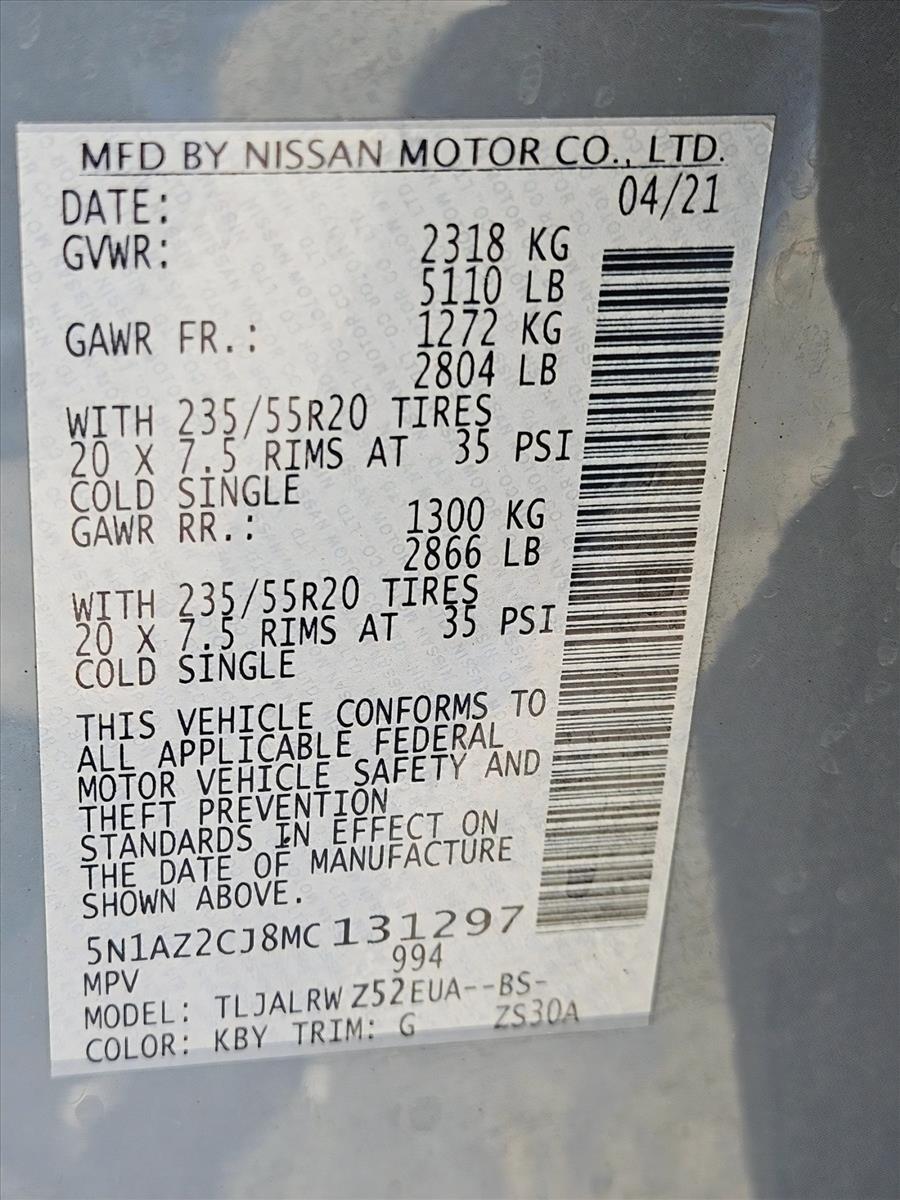 MFD BY NISSAN MOTOR CO., LTD.
DATE: 04/21
GVWR: 2318 KG
5110 LB
GAWR FR.: 1272 KG
2804 LB
WITH 235/55R20 TIRES
20 X 7.5 RIMS AT 35 PSI
COLD SINGLE
GAWR RR.: 1300 KG
2866 LB
WITH 235/55R20 TIRES
20 X 7.5 RIMS AT 35 PSI
COLD SINGLE
THIS VEHICLE CONFORMS TO
ALL APPLICABLE FEDERAL
MOTOR VEHICLE SAFETY AND
THEFT PREVENTION
STANDARDS IN EFFECT ON
THE DATE OF MANUFACTURE
SHOWN ABOVE.
5N1AZ2CJ8MC131297
MPV 994
MODEL: TLJALRWZ52EUA--BS-
COLOR: KBY TRIM: G ZS30A